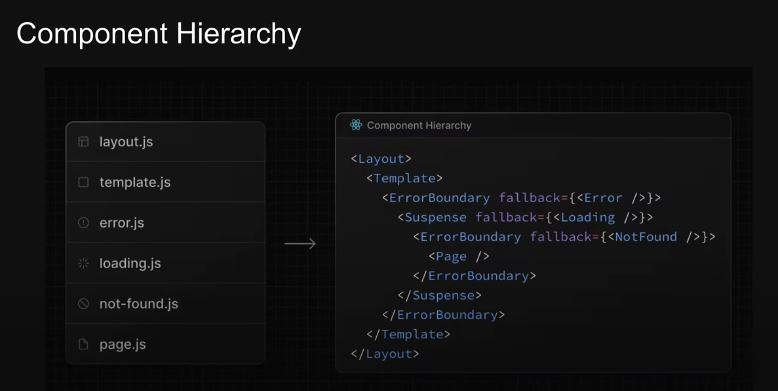 Component Hierarchy
layout.js
template.js
error.js
loading.js
not-found.js
page.js
Component Hierarchy
<Layout>
<Template>
<ErrorBoundary fallback={<Error />}>
<Suspense fallback={<Loading />}>
<ErrorBoundary fallback={<NotFound />}>
<Page />
</ErrorBoundary>
</Suspense>
</ErrorBoundary>
</Template>
</Layout>